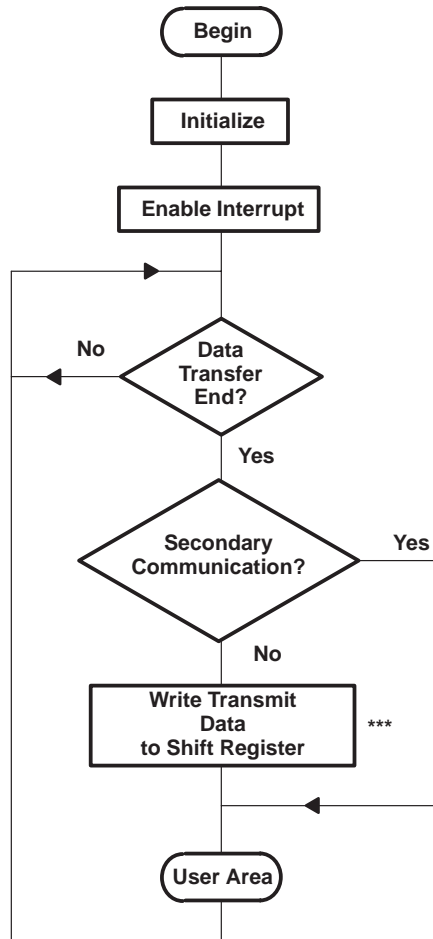 Begin
Initialize
Enable Interrupt
No
Data
Transfer
End?
Yes
Secondary
Communication?
Yes
No
Write Transmit
Data
to Shift Register
***
User Area